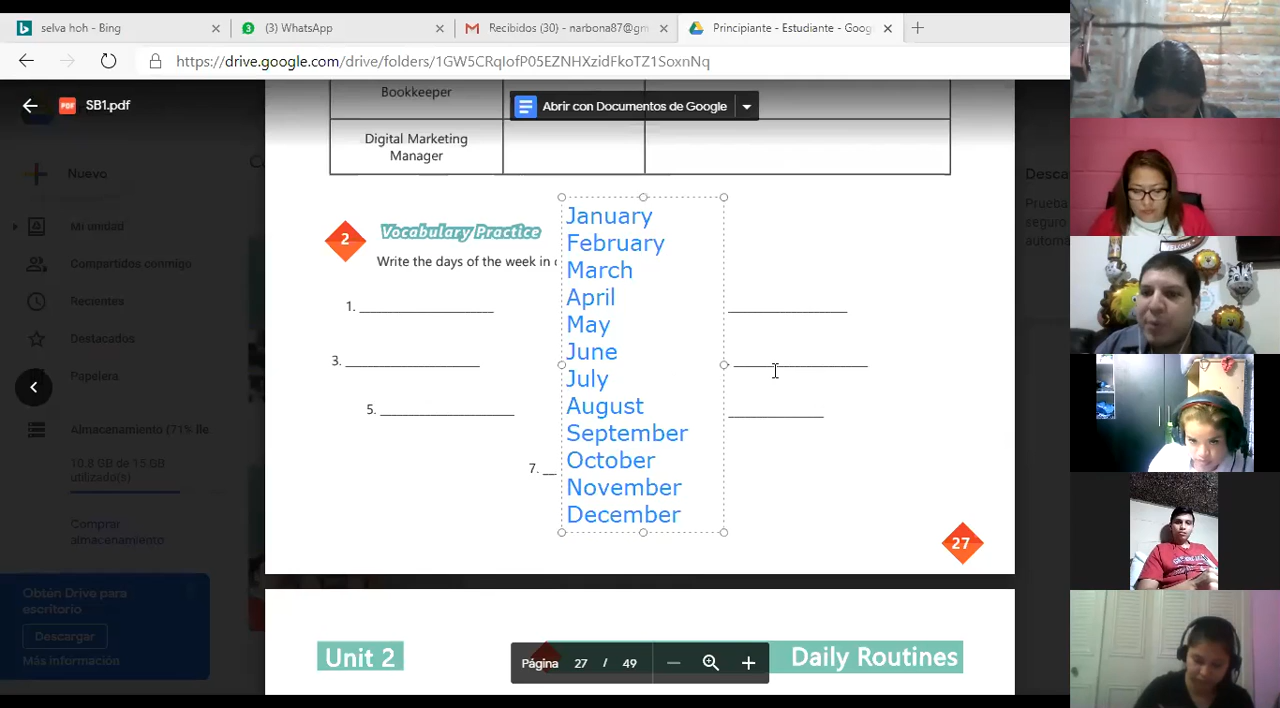 selva hoh - Bing
(3) WhatsApp
Recibidos (30) - narbona87@gm
Principiante - Estudiante - Goog
https://drive.google.com/drive/folders/1GW5CRqIofP05EZNHXzidFkoTZ1SoxnNq
SB1.pdf
Abrir con Documentos de Google
Bookkeeper
Digital Marketing
Manager
Nuevo
Mi unidad
Compartidos conmigo
Recientes
Destacados
Papelera
Almacenamiento (71% lle
10.8 GB de 15 GB
utilizado(s)
Comprar
almacenamiento
Obtén Drive para
escritorio
Descargar
Más información
Desca
Prueba
seguro
automa
2
Vocabulary Practice
Write the days of the week in
1.
3.
5.
7.
January
February
March
April
May
June
July
August
September
October
November
December
27
Unit 2
Daily Routines
Página 27 / 49